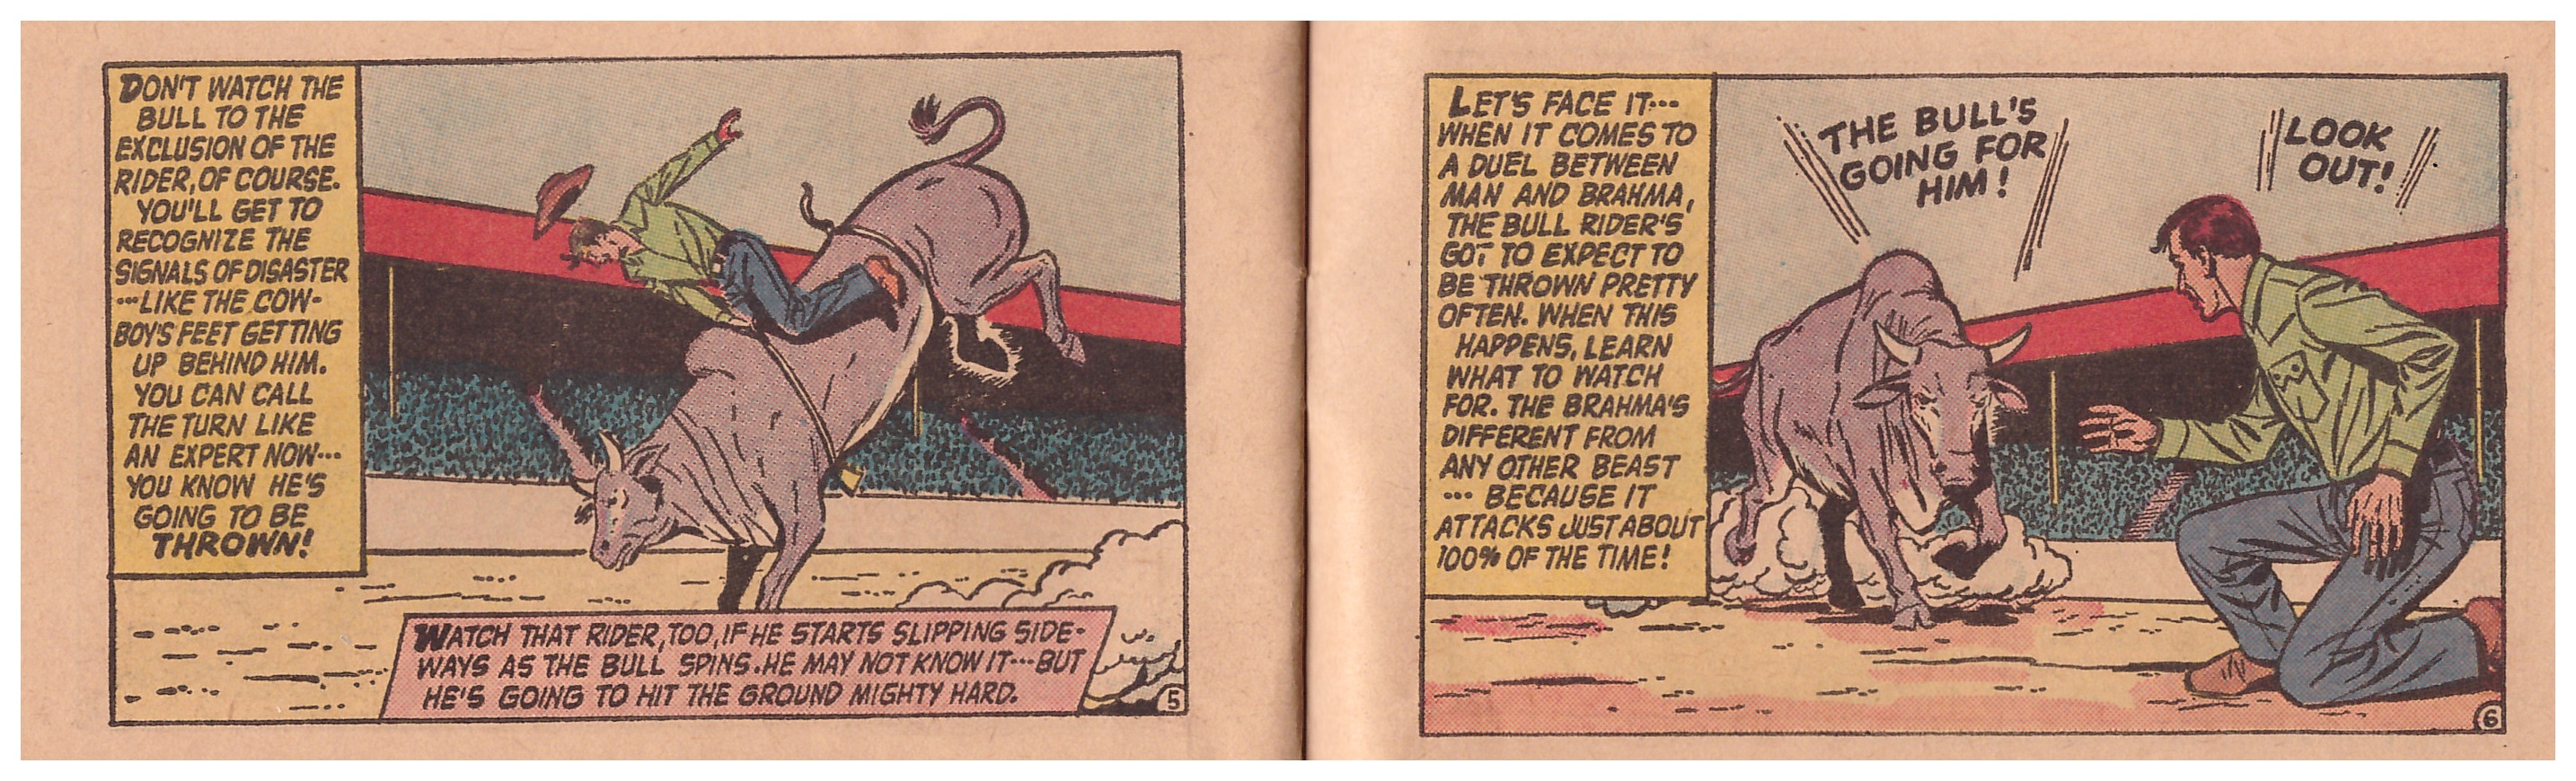 DON'T WATCH THE
BULL TO THE
EXCLUSION OF THE
RIDER, OF COURSE.
YOU'LL GET TO
RECOGNIZE THE
SIGNALS OF DISASTER
...LIKE THE COW-
BOY'S FEET GETTING
UP BEHIND HIM.
YOU CAN CALL
THE TURN LIKE
AN EXPERT NOW...
YOU KNOW HE'S
GOING TO BE
THROWN!
WATCH THAT RIDER, TOO, IF HE STARTS SLIPPING SIDE-
WAYS AS THE BULL SPINS. HE MAY NOT KNOW IT...BUT
HE'S GOING TO HIT THE GROUND MIGHTY HARD.
5
LET'S FACE IT...
WHEN IT COMES TO
A DUEL BETWEEN
MAN AND BRAHMA,
THE BULL RIDER'S
GOT TO EXPECT TO
BE THROWN PRETTY
OFTEN. WHEN THIS
HAPPENS, LEARN
WHAT TO WATCH
FOR. THE BRAHMA'S
DIFFERENT FROM
ANY OTHER BEAST
... BECAUSE IT
ATTACKS JUST ABOUT
100% OF THE TIME!
THE BULL'S
GOING FOR
HIM!
LOOK
OUT!
6